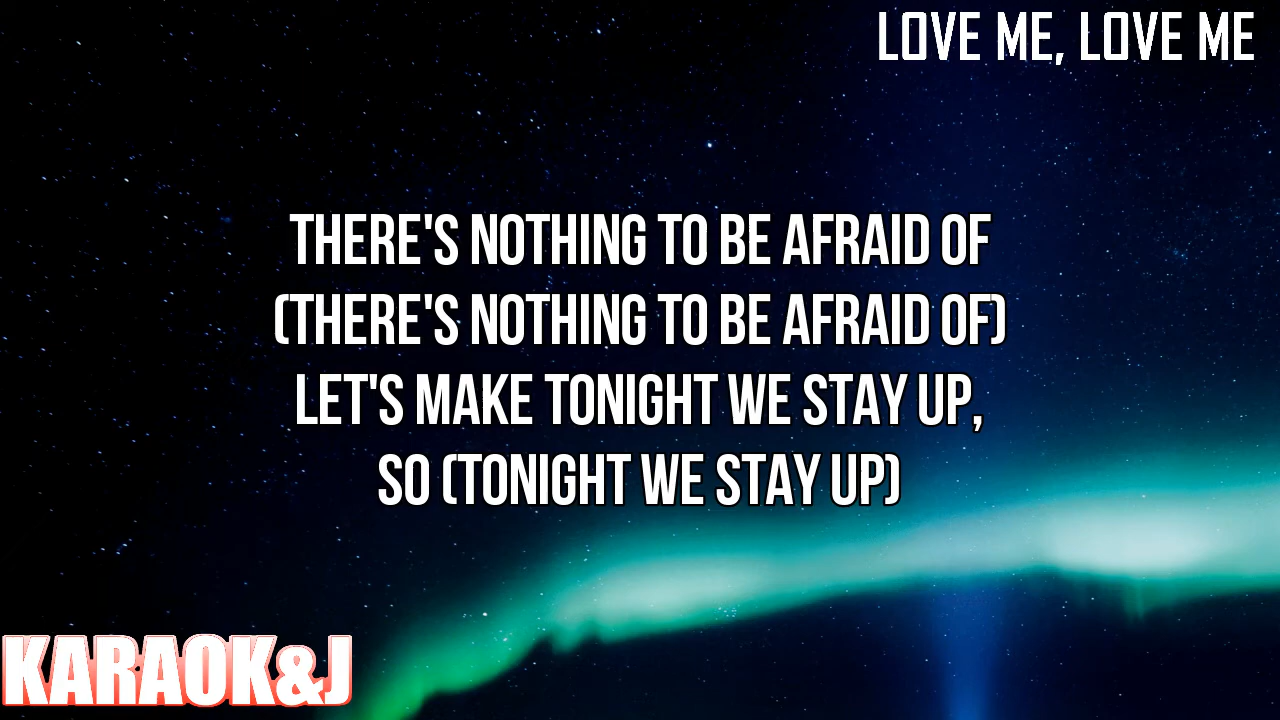 LOVE ME, LOVE ME
THERE'S NOTHING TO BE AFRAID OF
(THERE'S NOTHING TO BE AFRAID OF)
LET'S MAKE TONIGHT WE STAY UP,
SO (TONIGHT WE STAY UP)
KARAOK&J